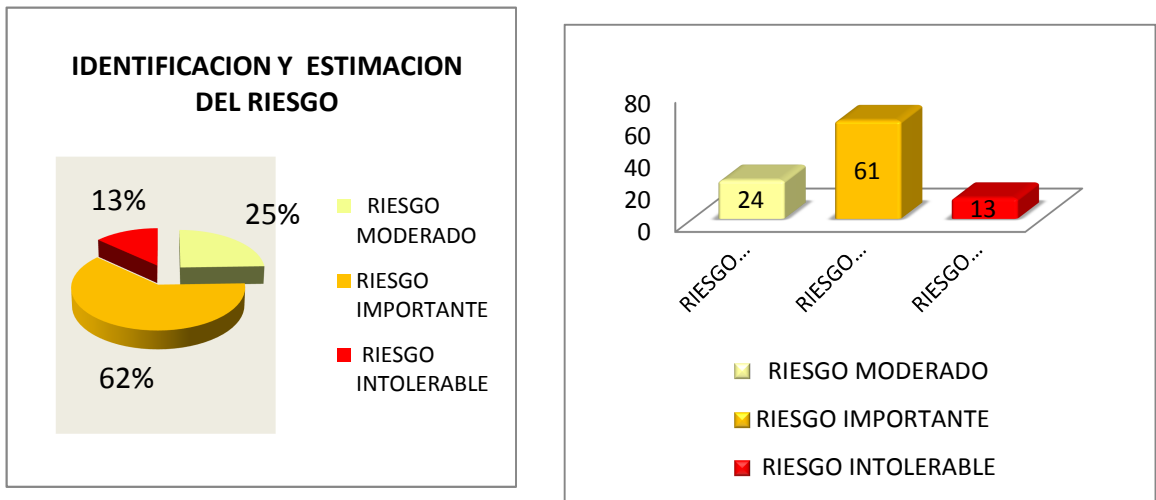 IDENTIFICACION Y ESTIMACION
DEL RIESGO
13%
25%
62%
RIESGO
MODERADO
RIESGO
IMPORTANTE
RIESGO
INTOLERABLE
80
60
40
20
0
24
61
13
RIESGO...
RIESGO...
RIESGO...
RIESGO MODERADO
RIESGO IMPORTANTE
RIESGO INTOLERABLE